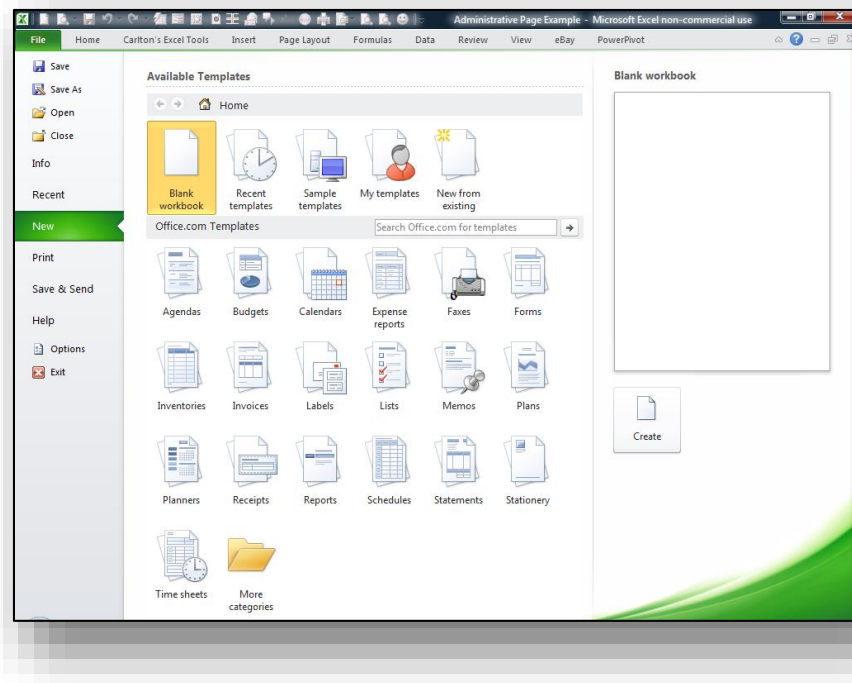 Administrative Page Example - Microsoft Excel non-commercial use
File Home Carlton's Excel Tools Insert Page Layout Formulas Data Review View eBay PowerPivot
Save
Save As
Open
Close
Info
Recent
New
Print
Save & Send
Help
Options
Exit
Available Templates
Home
Blank workbook
Recent templates
Sample templates
My templates
New from existing
Office.com Templates
Search Office.com for templates
Agendas
Budgets
Calendars
Expense reports
Faxes
Forms
Inventories
Invoices
Labels
Lists
Memos
Plans
Planners
Receipts
Reports
Schedules
Statements
Stationery
Time sheets
More categories
Blank workbook
Create